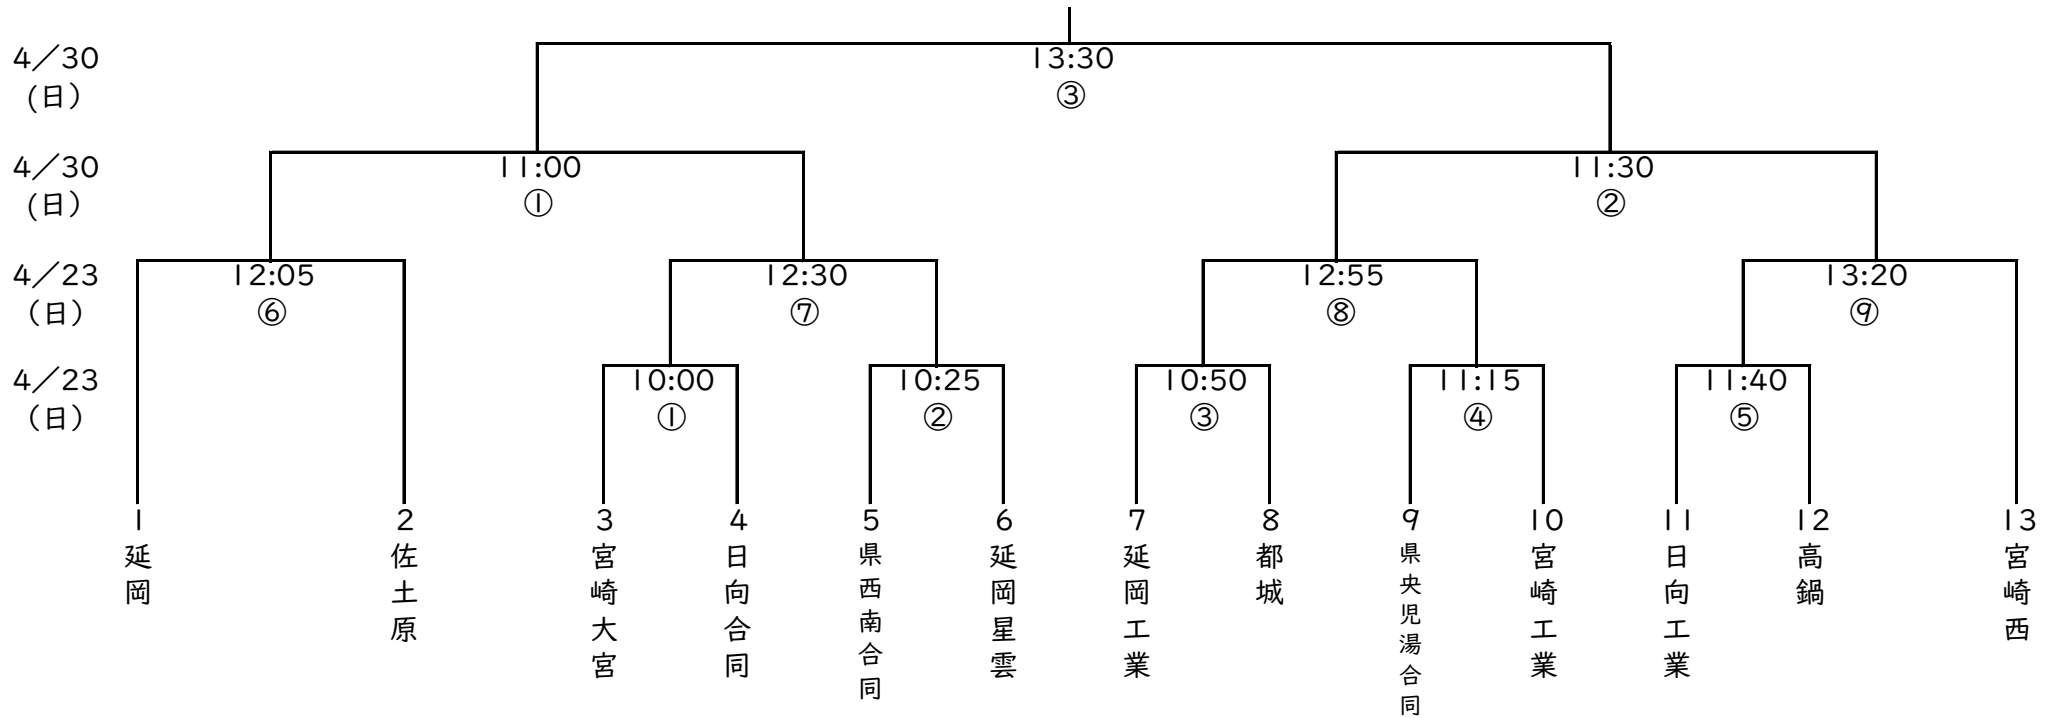 4／30
(日)
13:30
③
4／30
(日)
11:00
①
11:30
②
4／23
(日)
12:05
⑥
12:30
⑦
12:55
⑧
13:20
⑨
4／23
(日)
10:00
①
10:25
②
10:50
③
11:15
④
11:40
⑤
1
延岡
2
佐土原
3
宮崎大宮
4
日向合同
5
県西南合同
6
延岡星雲
7
延岡工業
8
都城
9
県央児湯合同
10
宮崎工業
11
日向工業
12
高鍋
13
宮崎西